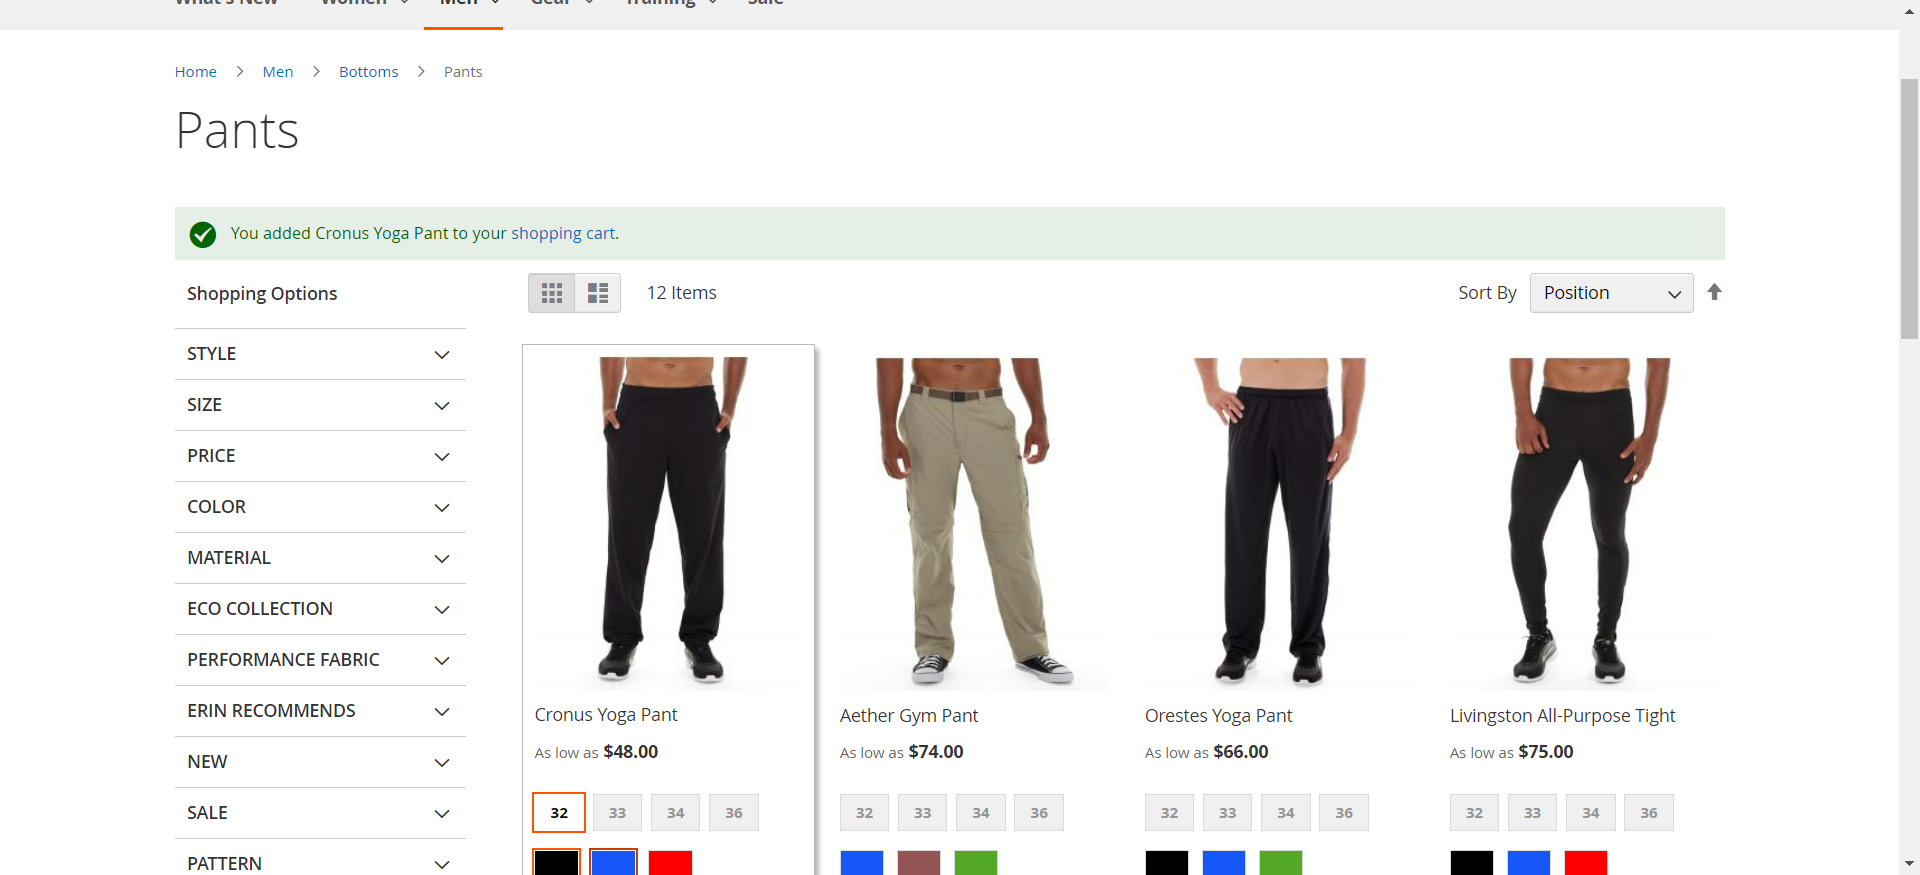 What's New Women Men Gear Training Sale
Home Men Bottoms Pants
Pants
You added Cronus Yoga Pant to your shopping cart.
Shopping Options
12 Items
Sort By Position
STYLE
SIZE
PRICE
COLOR
MATERIAL
ECO COLLECTION
PERFORMANCE FABRIC
ERIN RECOMMENDS
NEW
SALE
PATTERN
Cronus Yoga Pant
As low as $48.00
32 33 34 36
Aether Gym Pant
As low as $74.00
32 33 34 36
Orestes Yoga Pant
As low as $66.00
32 33 34 36
Livingston All-Purpose Tight
As low as $75.00
32 33 34 36